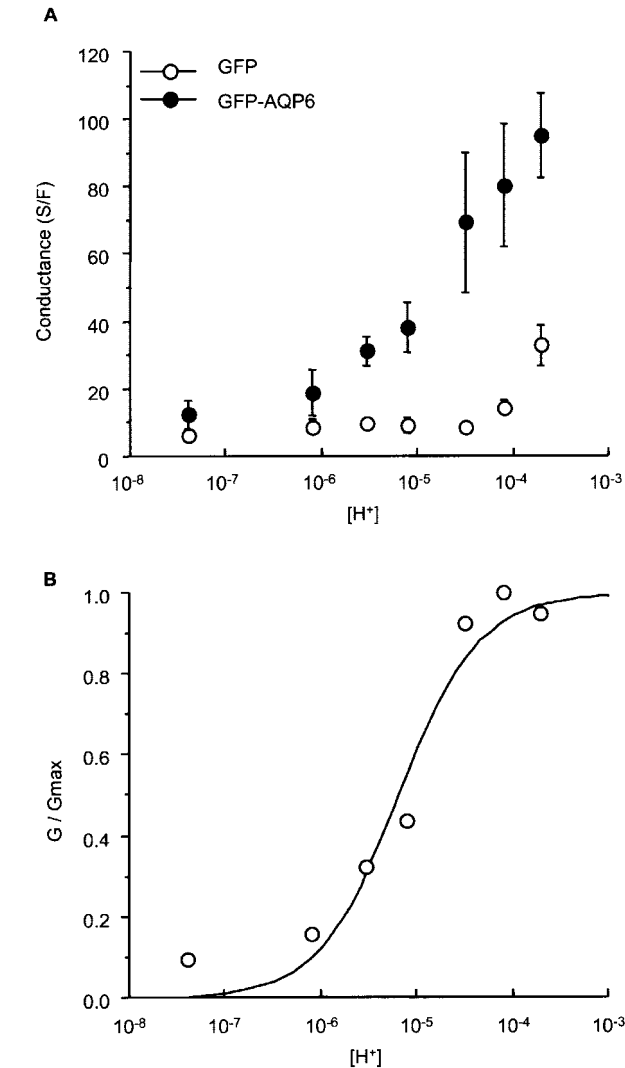 A
120
100
80
60
40
20
0
Conductance (S/F)
GFP
GFP-AQP6
10⁻⁸ 10⁻⁷ 10⁻⁶ 10⁻⁵ 10⁻⁴ 10⁻³
[H⁺]
B
1.0
0.8
0.6
0.4
0.2
0.0
G / Gmax
10⁻⁸ 10⁻⁷ 10⁻⁶ 10⁻⁵ 10⁻⁴ 10⁻³
[H⁺]